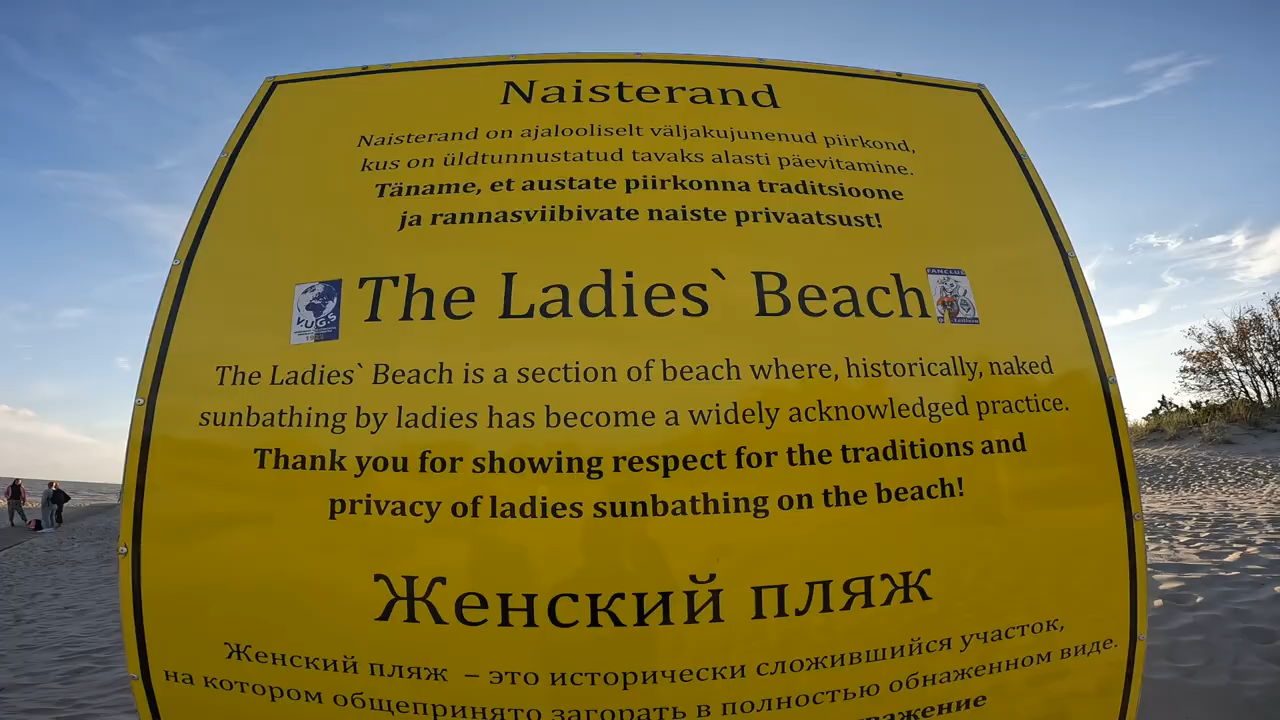 Naisterand
Naisterand on ajalooliselt väljakujunenud piirkond,
kus on üldtunnustatud tavaks alasti päevitamine.
Täname, et austate piirkonna traditsioone
ja rannasviibivate naiste privaatsust!
The Ladies` Beach
V.U.G.S
FANCLUB
The Ladies` Beach is a section of beach where, historically, naked
sunbathing by ladies has become a widely acknowledged practice.
Thank you for showing respect for the traditions and
privacy of ladies sunbathing on the beach!
Женский пляж
Женский пляж – это исторически сложившийся участок,
на котором общепринято загорать в полностью обнаженном виде.